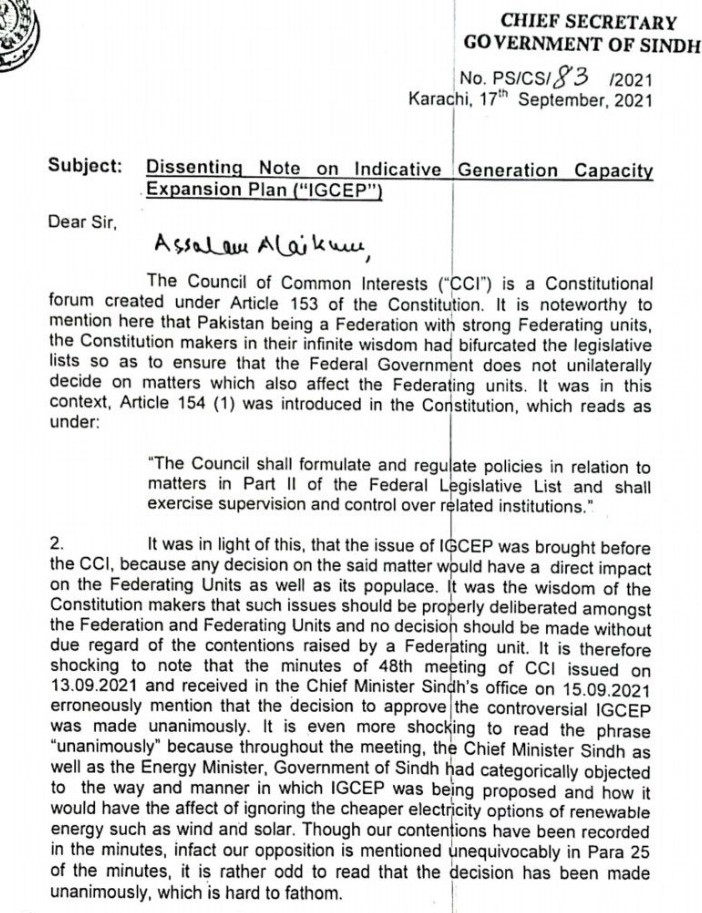 CHIEF SECRETARY
GOVERNMENT OF SINDH
No. PS/CS/83 /2021
Karachi, 17th September, 2021
Subject: Dissenting Note on Indicative Generation Capacity
Expansion Plan ("IGCEP")
Dear Sir,
Assalam Alaikum,
The Council of Common Interests ("CCI") is a Constitutional
forum created under Article 153 of the Constitution. It is noteworthy to
mention here that Pakistan being a Federation with strong Federating units,
the Constitution makers in their infinite wisdom had bifurcated the legislative
lists so as to ensure that the Federal Government does not unilaterally
decide on matters which also affect the Federating units. It was in this
context, Article 154 (1) was introduced in the Constitution, which reads as
under:
"The Council shall formulate and regulate policies in relation to
matters in Part II of the Federal Legislative List and shall
exercise supervision and control over related institutions."
2. It was in light of this, that the issue of IGCEP was brought before
the CCI, because any decision on the said matter would have a direct impact
on the Federating Units as well as its populace. It was the wisdom of the
Constitution makers that such issues should be properly deliberated amongst
the Federation and Federating Units and no decision should be made without
due regard of the contentions raised by a Federating unit. It is therefore
shocking to note that the minutes of 48th meeting of CCI issued on
13.09.2021 and received in the Chief Minister Sindh's office on 15.09.2021
erroneously mention that the decision to approve the controversial IGCEP
was made unanimously. It is even more shocking to read the phrase
"unanimously" because throughout the meeting, the Chief Minister Sindh as
well as the Energy Minister, Government of Sindh had categorically objected
to the way and manner in which IGCEP was being proposed and how it
would have the affect of ignoring the cheaper electricity options of renewable
energy such as wind and solar. Though our contentions have been recorded
in the minutes, infact our opposition is mentioned unequivocably in Para 25
of the minutes, it is rather odd to read that the decision has been made
unanimously, which is hard to fathom.